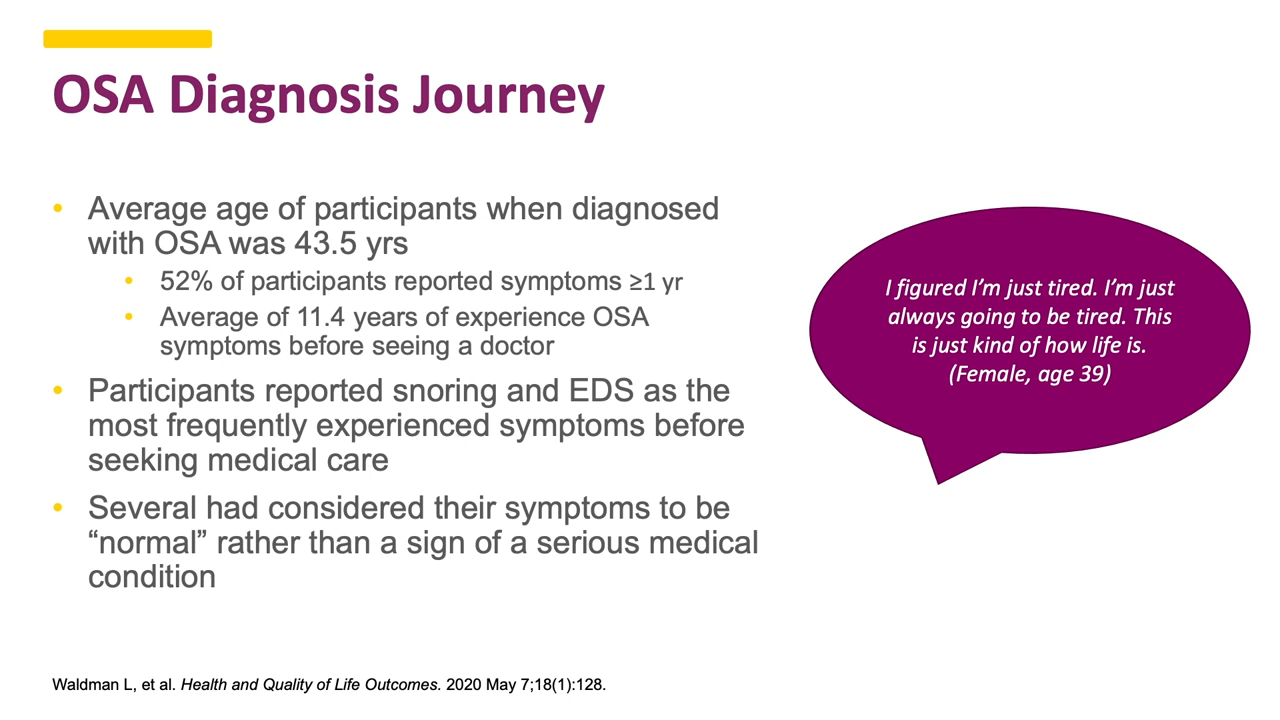 OSA Diagnosis Journey
• Average age of participants when diagnosed
with OSA was 43.5 yrs
• 52% of participants reported symptoms ≥1 yr
• Average of 11.4 years of experience OSA
symptoms before seeing a doctor
• Participants reported snoring and EDS as the
most frequently experienced symptoms before
seeking medical care
• Several had considered their symptoms to be
“normal” rather than a sign of a serious medical
condition
I figured I’m just tired. I’m just
always going to be tired. This
is just kind of how life is.
(Female, age 39)
Waldman L, et al. Health and Quality of Life Outcomes. 2020 May 7;18(1):128.